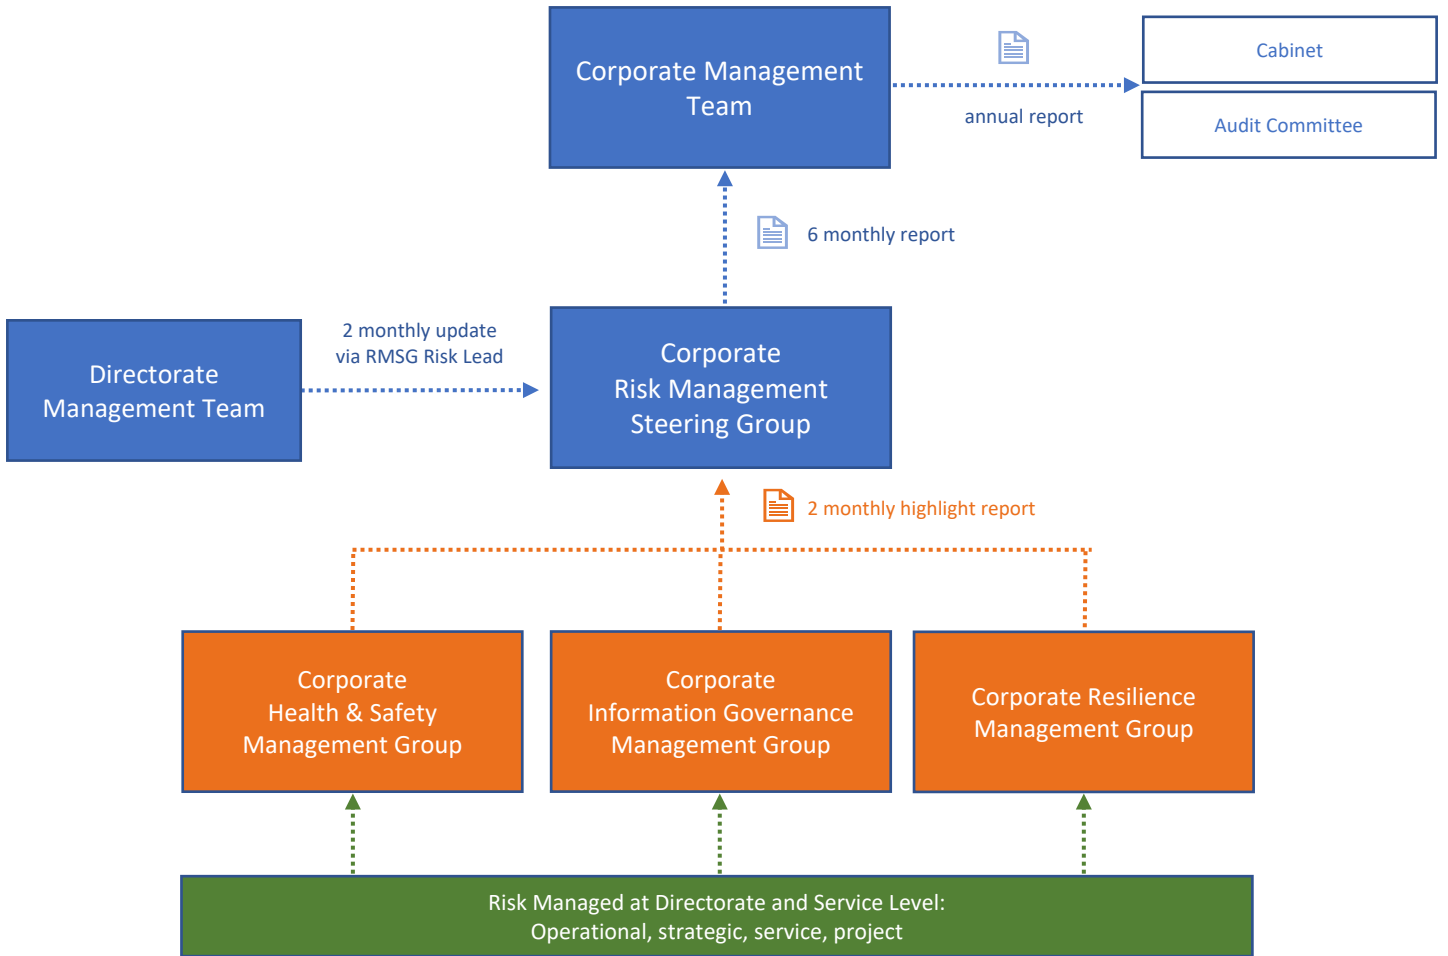 Corporate Management
Team
annual report
Cabinet
Audit Committee
6 monthly report
Directorate
Management Team
2 monthly update
via RMSG Risk Lead
Corporate
Risk Management
Steering Group
2 monthly highlight report
Corporate
Health & Safety
Management Group
Corporate
Information Governance
Management Group
Corporate Resilience
Management Group
Risk Managed at Directorate and Service Level:
Operational, strategic, service, project